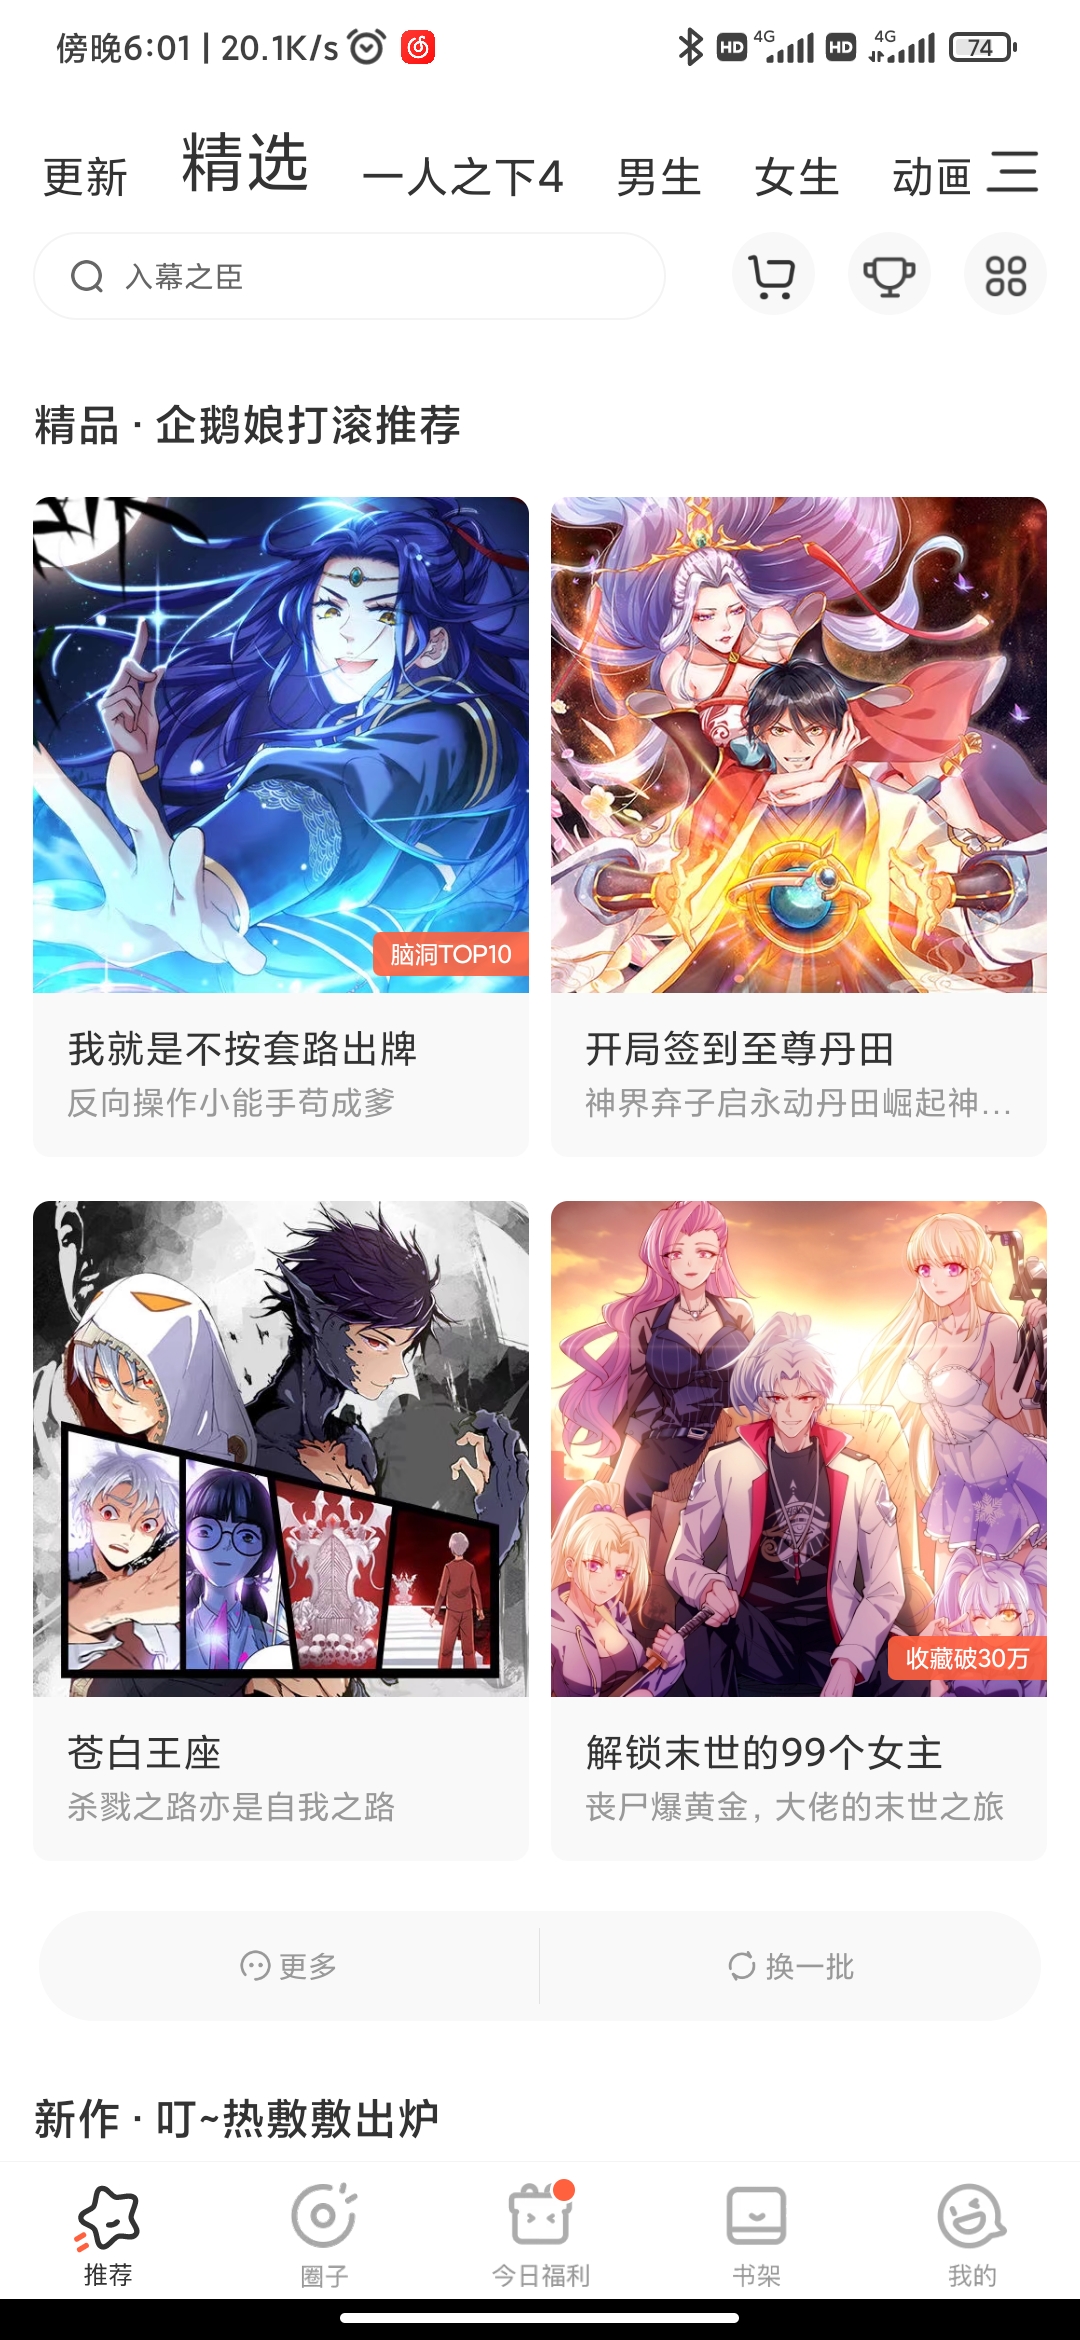 傍晚6:01 | 20.1K/s
HD 4G HD 4G 74
更新 精选 一人之下4 男生 女生 动画
入幕之臣
精品 · 企鹅娘打滚推荐
脑洞TOP10
我就是不按套路出牌
反向操作小能手苟成爹
开局签到至尊丹田
神界弃子启永动丹田崛起神...
收藏破30万
苍白王座
杀戮之路亦是自我之路
解锁末世的99个女主
丧尸爆黄金, 大佬的末世之旅
更多
换一批
新作 · 叮~热敷敷出炉
推荐 圈子 今日福利 书架 我的